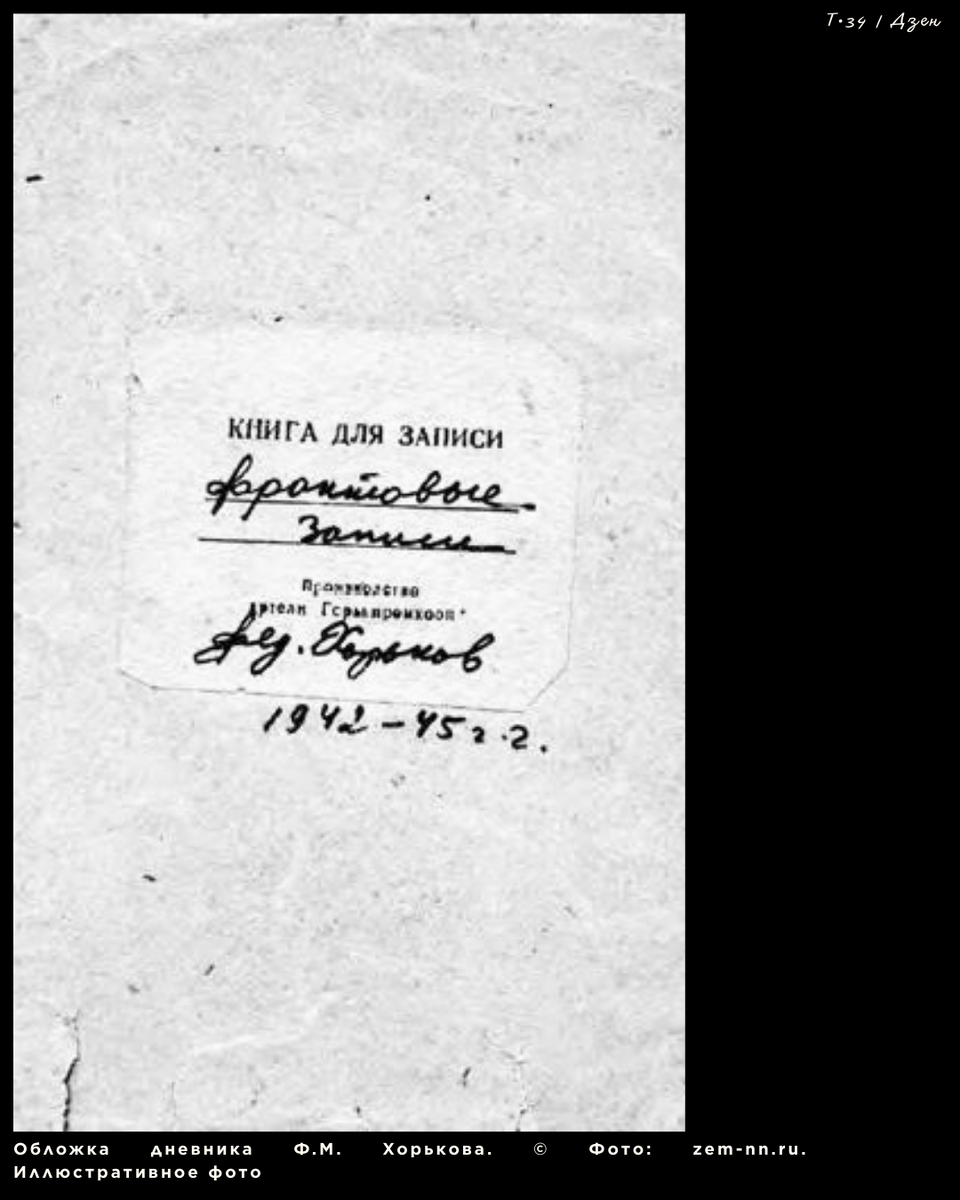 Т-34 | Дзен
КНИГА ДЛЯ ЗАПИСИ
Фронтовые
Записи
Производство
артели
Фед. Хорьков
1942 – 45 г.г.
Обложка дневника Ф.М. Хорькова. © Фото: zem-nn.ru.
Иллюстративное фото